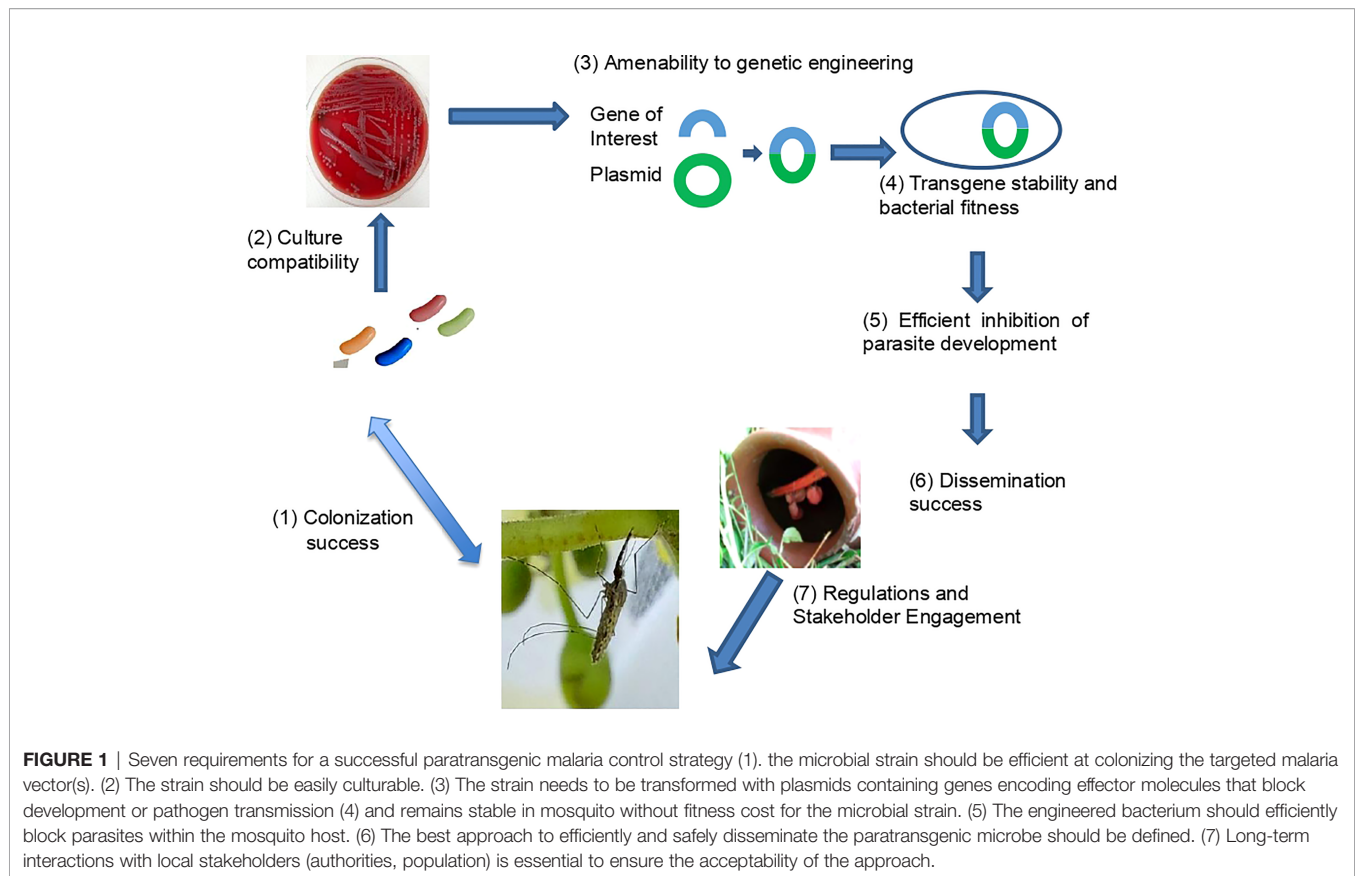 (3) Amenability to genetic engineering
Gene of
Interest
Plasmid
(4) Transgene stability and
bacterial fitness
(2) Culture
compatibility
(5) Efficient inhibition of
parasite development
(6) Dissemination
success
(1) Colonization
success
(7) Regulations and
Stakeholder Engagement
FIGURE 1 | Seven requirements for a successful paratransgenic malaria control strategy (1). the microbial strain should be efficient at colonizing the targeted malaria
vector(s). (2) The strain should be easily culturable. (3) The strain needs to be transformed with plasmids containing genes encoding effector molecules that block
development or pathogen transmission (4) and remains stable in mosquito without fitness cost for the microbial strain. (5) The engineered bacterium should efficiently
block parasites within the mosquito host. (6) The best approach to efficiently and safely disseminate the paratransgenic microbe should be defined. (7) Long-term
interactions with local stakeholders (authorities, population) is essential to ensure the acceptability of the approach.